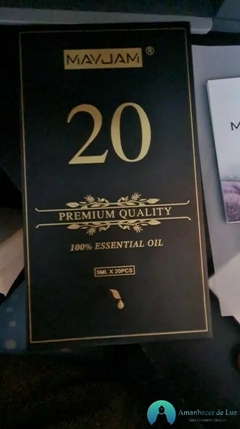 MAYJAM®
20
PREMIUM QUALITY
100% ESSENTIAL OIL
5ML X 20PCS
M
Amanhecer de Luz